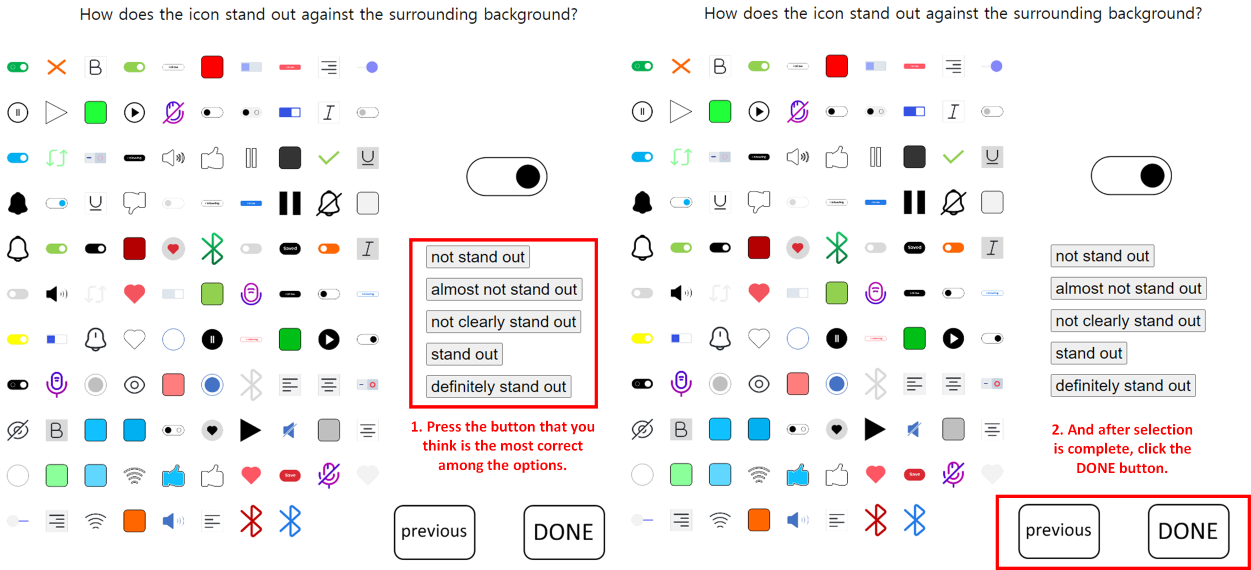 How does the icon stand out against the surrounding background?
not stand out
almost not stand out
not clearly stand out
stand out
definitely stand out
1. Press the button that you
think is the most correct
among the options.
previous
DONE
B
I
U
Saved
I
B
Save
How does the icon stand out against the surrounding background?
not stand out
almost not stand out
not clearly stand out
stand out
definitely stand out
2. And after selection
is complete, click the
DONE button.
previous
DONE
B
I
U
U
Saved
I
B
Save